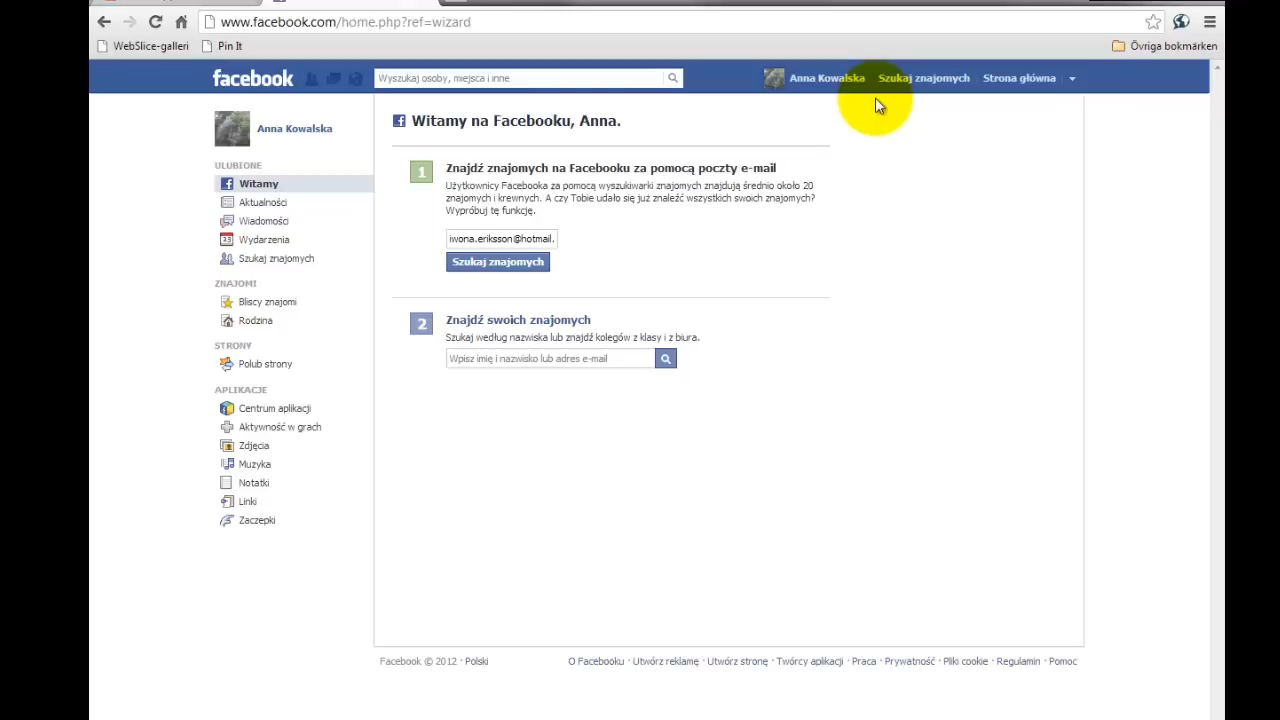 www.facebook.com/home.php?ref=wizard
WebSlice-galleri
Pin It
Övriga bokmärken
facebook
Wyszukaj osoby, miejsca i inne
Anna Kowalska
Szukaj znajomych
Strona główna
Anna Kowalska
ULUBIONE
Witamy
Aktualności
Wiadomości
23
Wydarzenia
Szukaj znajomych
ZNAJOMI
Bliscy znajomi
Rodzina
STRONY
Polub strony
APLIKACJE
Centrum aplikacji
Aktywność w grach
Zdjęcia
Muzyka
Notatki
Linki
Zaczepki
Witamy na Facebooku, Anna.
1
Znajdź znajomych na Facebooku za pomocą poczty e-mail
Użytkownicy Facebooka za pomocą wyszukiwarki znajomych znajdują średnio około 20
znajomych i krewnych. A czy Tobie udało się już znaleźć wszystkich swoich znajomych?
Wypróbuj tę funkcję.
iwona.eriksson@hotmail.
Szukaj znajomych
2
Znajdź swoich znajomych
Szukaj według nazwiska lub znajdź kolegów z klasy i z biura.
Wpisz imię i nazwisko lub adres e-mail
Facebook © 2012 · Polski
O Facebooku · Utwórz reklamę · Utwórz stronę · Twórcy aplikacji · Praca · Prywatność · Pliki cookie · Regulamin · Pomoc